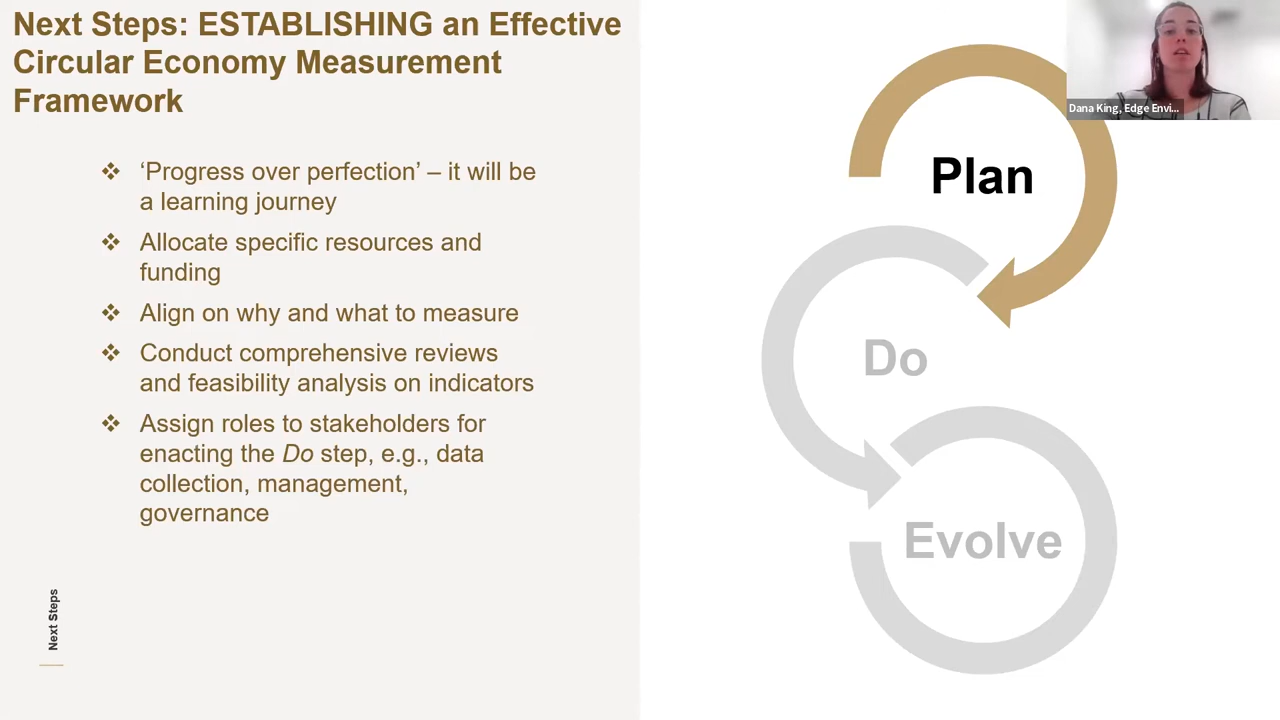 Next Steps: ESTABLISHING an Effective
Circular Economy Measurement
Framework
❖ ‘Progress over perfection’ – it will be
a learning journey
❖ Allocate specific resources and
funding
❖ Align on why and what to measure
❖ Conduct comprehensive reviews
and feasibility analysis on indicators
❖ Assign roles to stakeholders for
enacting the Do step, e.g., data
collection, management,
governance
Next Steps
Plan
Do
Evolve
Dana King, Edge Envi...